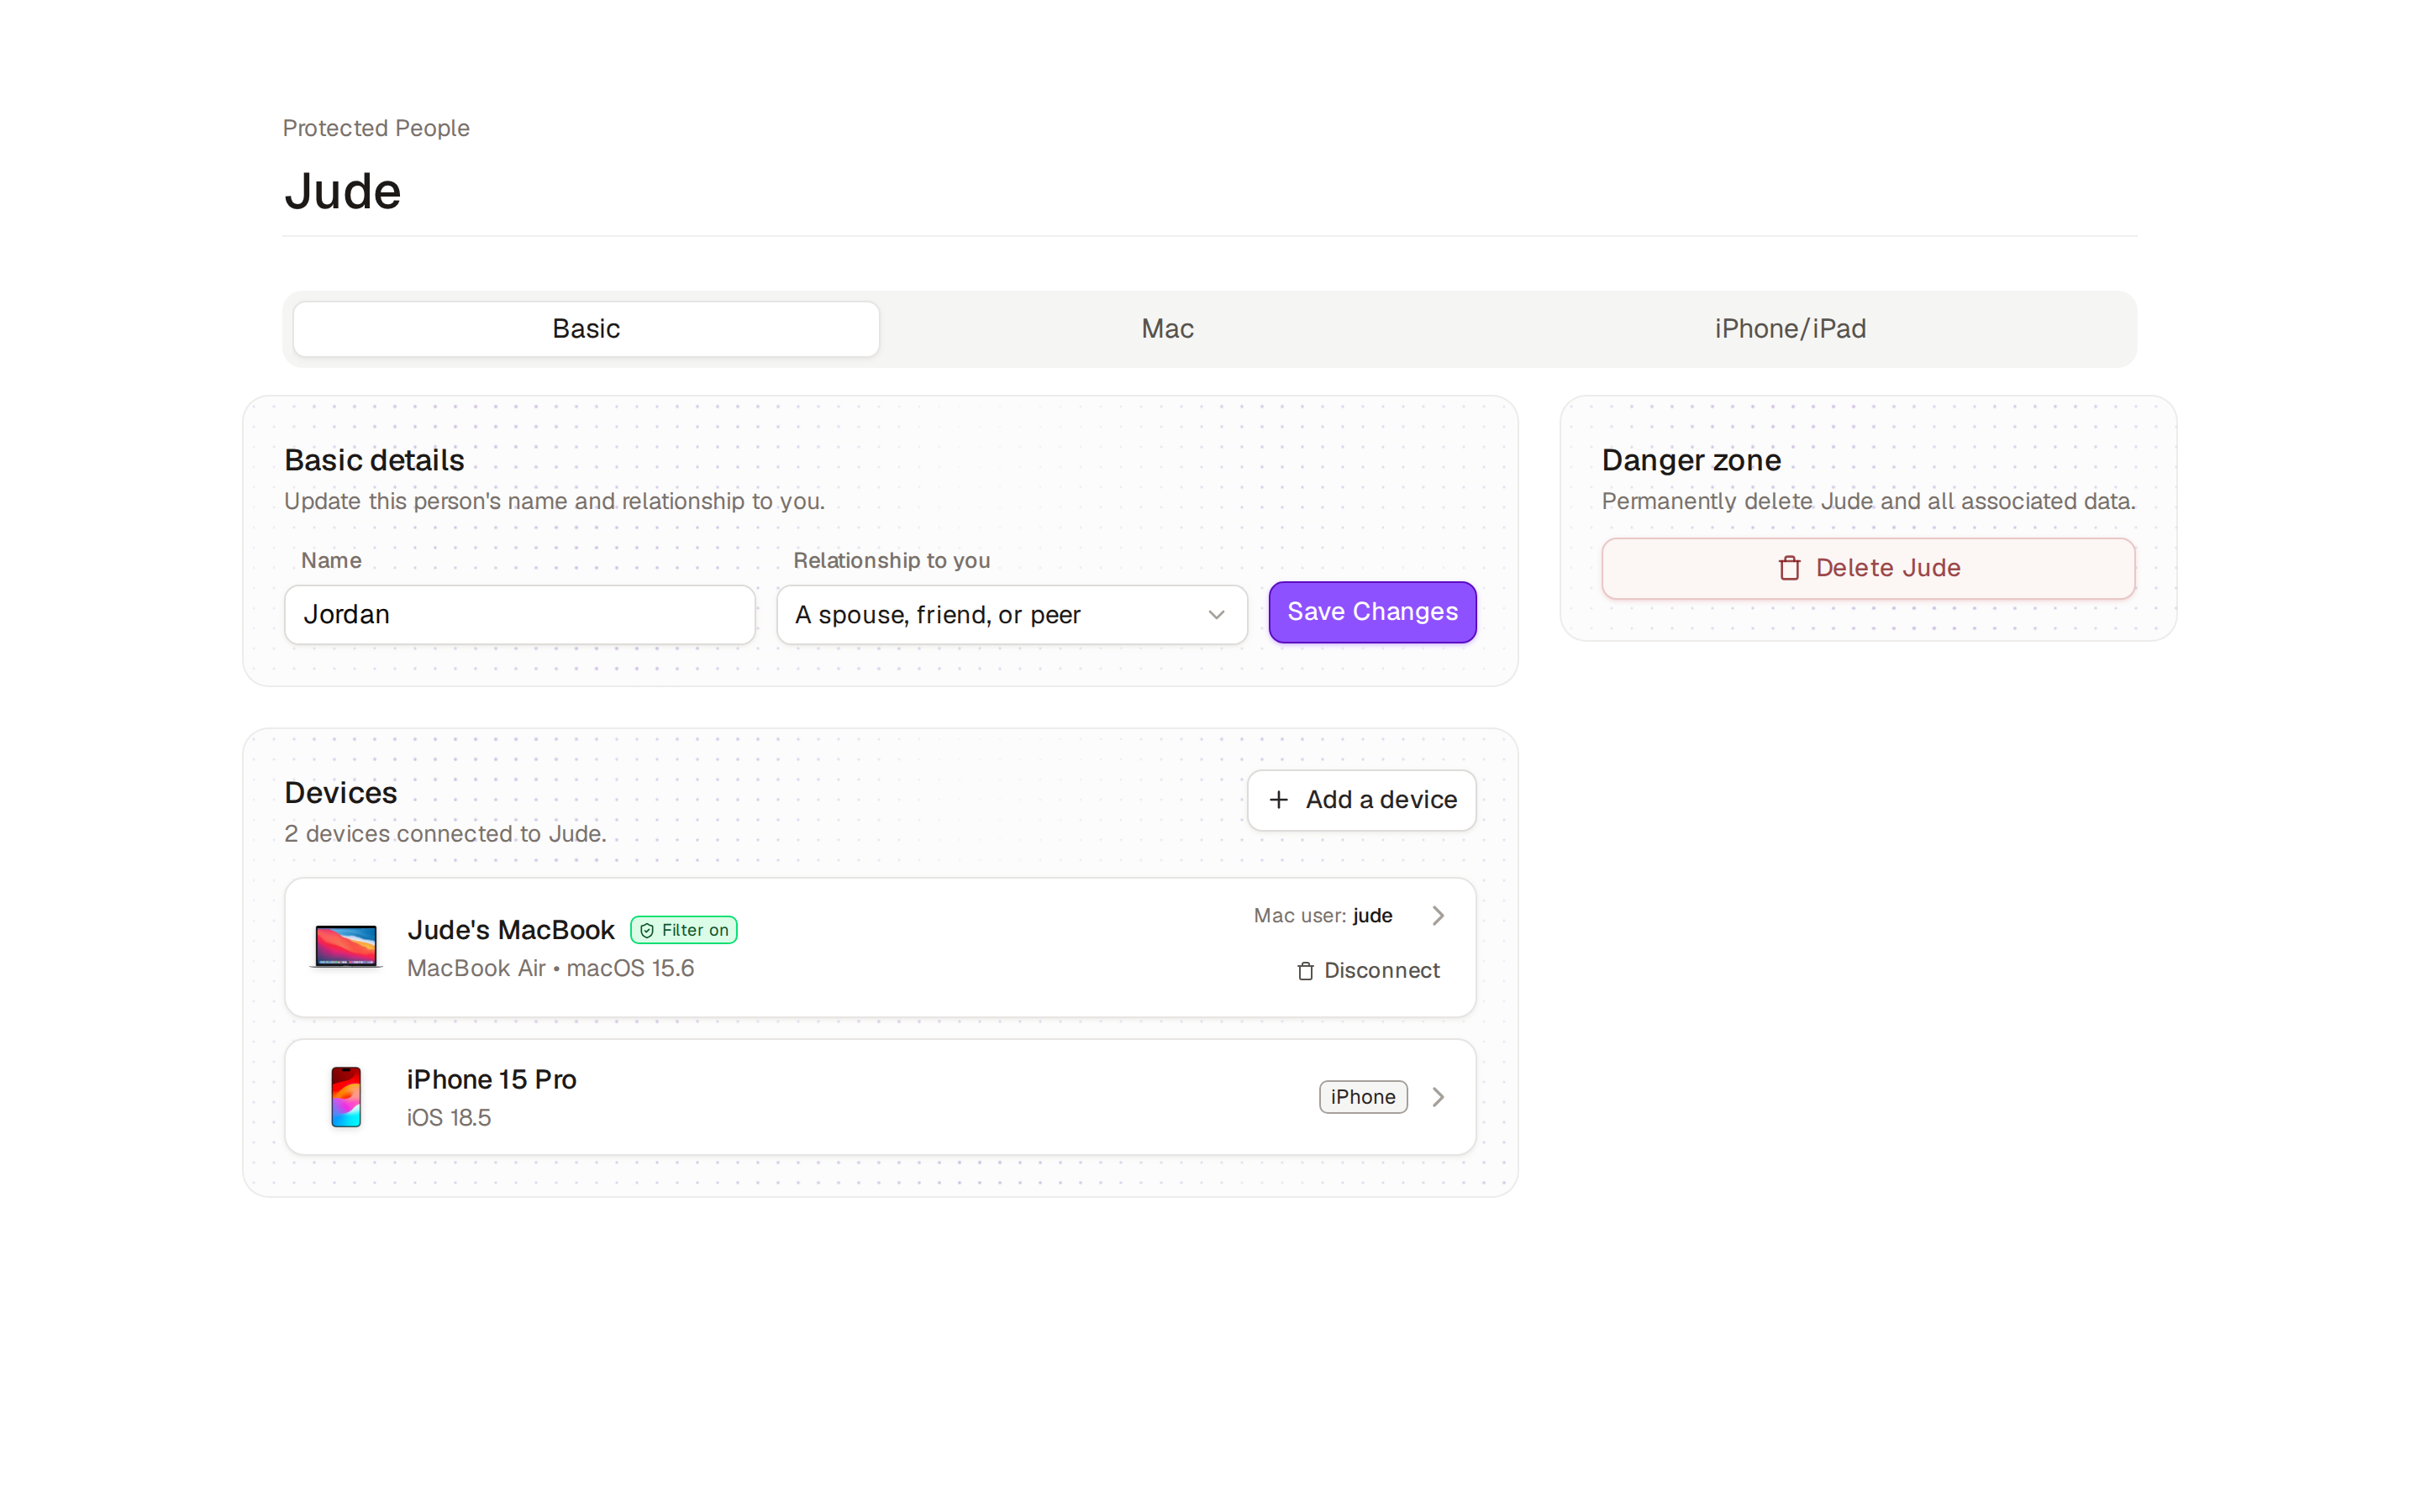 Protected People
Jude
Basic
Mac
iPhone/iPad
Basic details
Update this person's name and relationship to you.
Name
Relationship to you
Jordan
A spouse, friend, or peer
Save Changes
Danger zone
Permanently delete Jude and all associated data.
Delete Jude
Devices
2 devices connected to Jude.
Add a device
Jude's MacBook
Filter on
MacBook Air • macOS 15.6
Mac user: jude
Disconnect
iPhone 15 Pro
iOS 18.5
iPhone